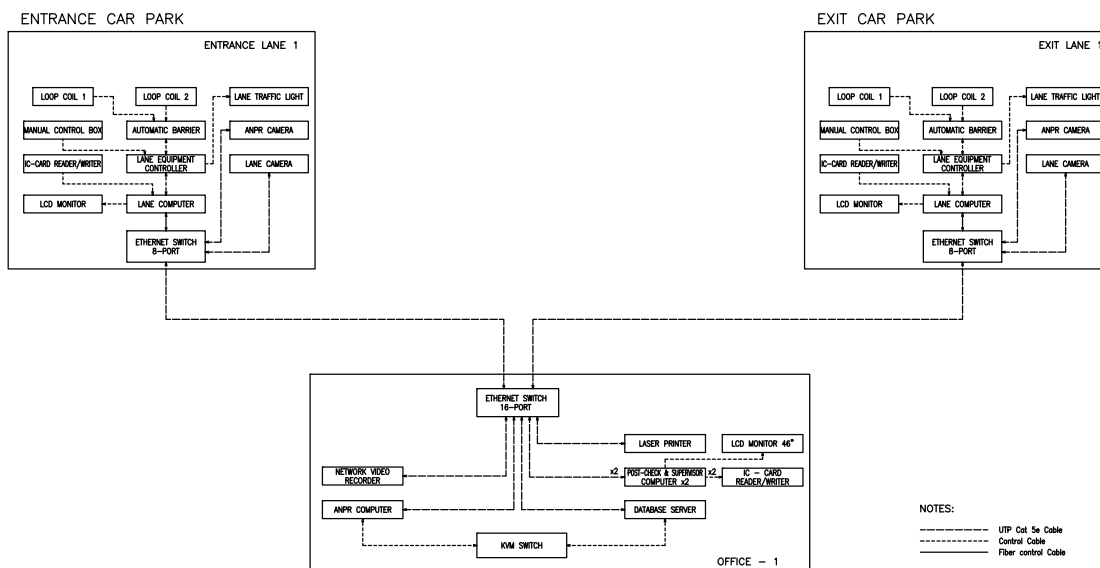 ENTRANCE CAR PARK
ENTRANCE LANE 1
LOOP COIL 1
LOOP COIL 2
LANE TRAFFIC LIGHT
MANUAL CONTROL BOX
AUTOMATIC BARRIER
ANPR CAMERA
IC-CARD READER/WRITER
LANE EQUIPMENT
CONTROLLER
LANE CAMERA
LCD MONITOR
LANE COMPUTER
ETHERNET SWITCH
8-PORT
EXIT CAR PARK
EXIT LANE 1
LOOP COIL 1
LOOP COIL 2
LANE TRAFFIC LIGHT
MANUAL CONTROL BOX
AUTOMATIC BARRIER
ANPR CAMERA
IC-CARD READER/WRITER
LANE EQUIPMENT
CONTROLLER
LANE CAMERA
LCD MONITOR
LANE COMPUTER
ETHERNET SWITCH
8-PORT
ETHERNET SWITCH
16-PORT
LASER PRINTER
LCD MONITOR 46"
NETWORK VIDEO
RECORDER
x2
POST-CHECK & SUPERVISOR
COMPUTER x2
x2
IC - CARD
READER/WRITER
ANPR COMPUTER
DATABASE SERVER
KVM SWITCH
OFFICE - 1
NOTES:
UTP Cat 5e Cable
Control Cable
Fiber control Cable